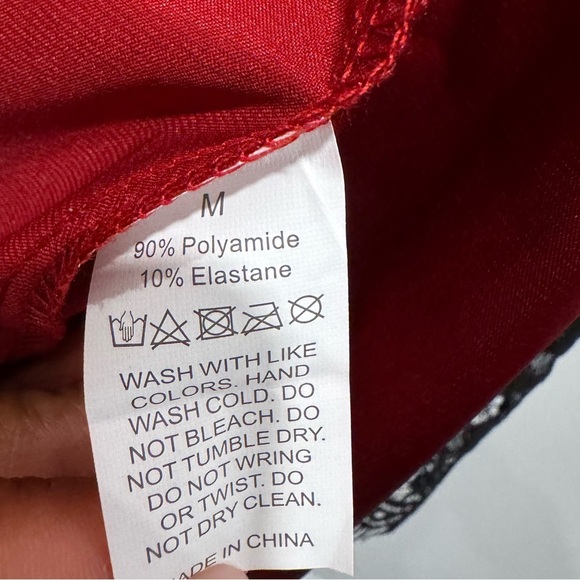 M
90% Polyamide
10% Elastane
WASH WITH LIKE
COLORS. HAND
WASH COLD. DO
NOT BLEACH. DO
NOT TUMBLE DRY.
DO NOT WRING
OR TWIST. DO
NOT DRY CLEAN.
ADE IN CHINA